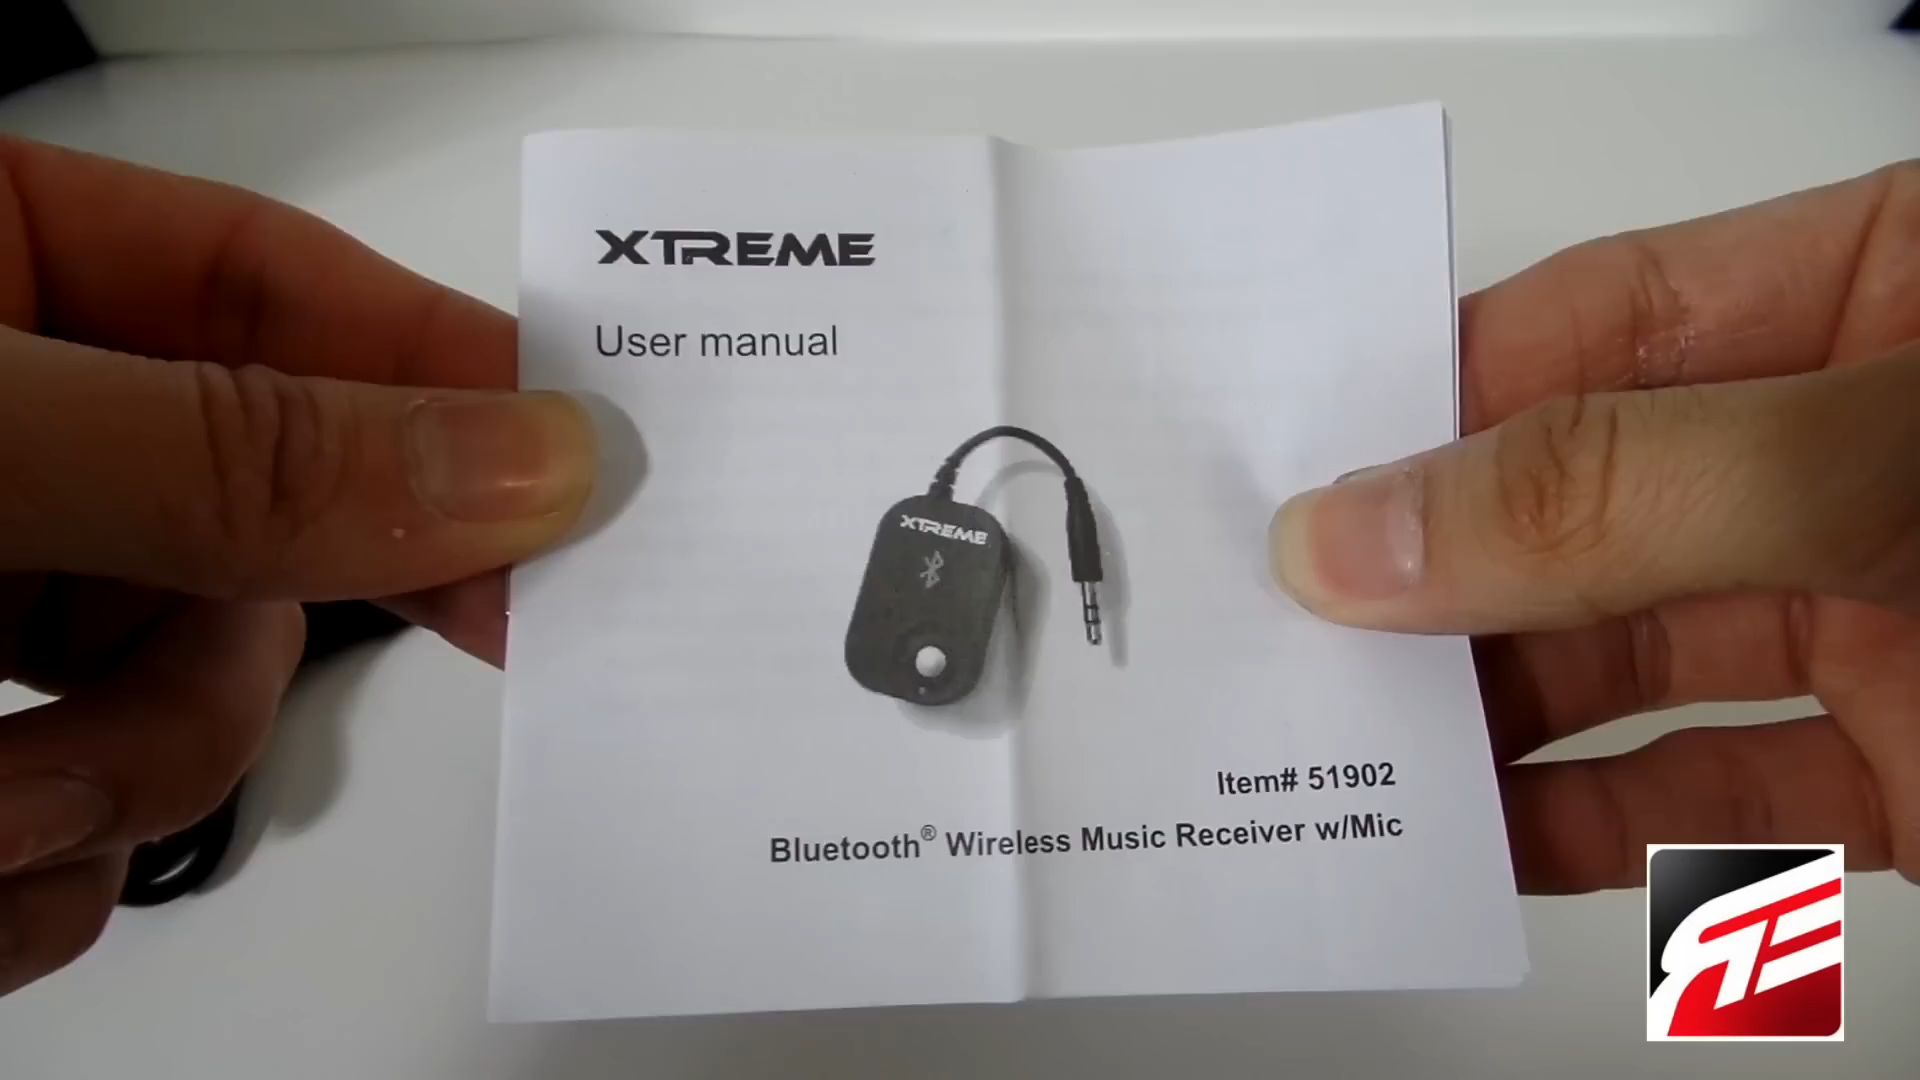 XTREME
User manual
XTREME
Item# 51902
Bluetooth® Wireless Music Receiver w/Mic